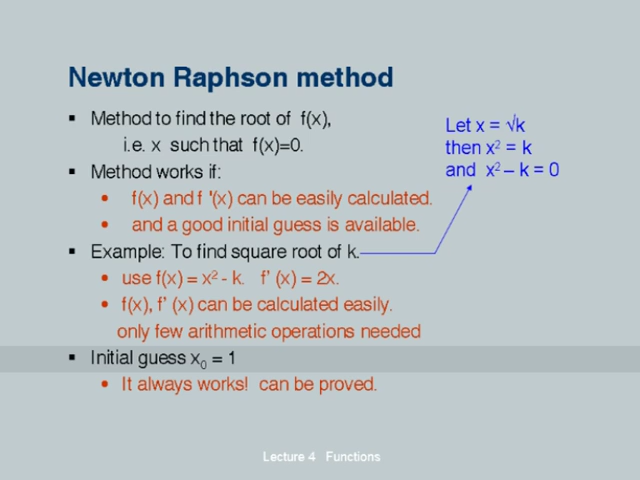 Newton Raphson method
▪ Method to find the root of f(x),
i.e. x such that f(x)=0.
▪ Method works if:
• f(x) and f '(x) can be easily calculated.
• and a good initial guess is available.
▪ Example: To find square root of k.
• use f(x) = x² - k. f' (x) = 2x.
• f(x), f' (x) can be calculated easily.
only few arithmetic operations needed
▪ Initial guess x₀ = 1
• It always works! can be proved.
Let x = √k
then x² = k
and x² – k = 0
Lecture 4 Functions